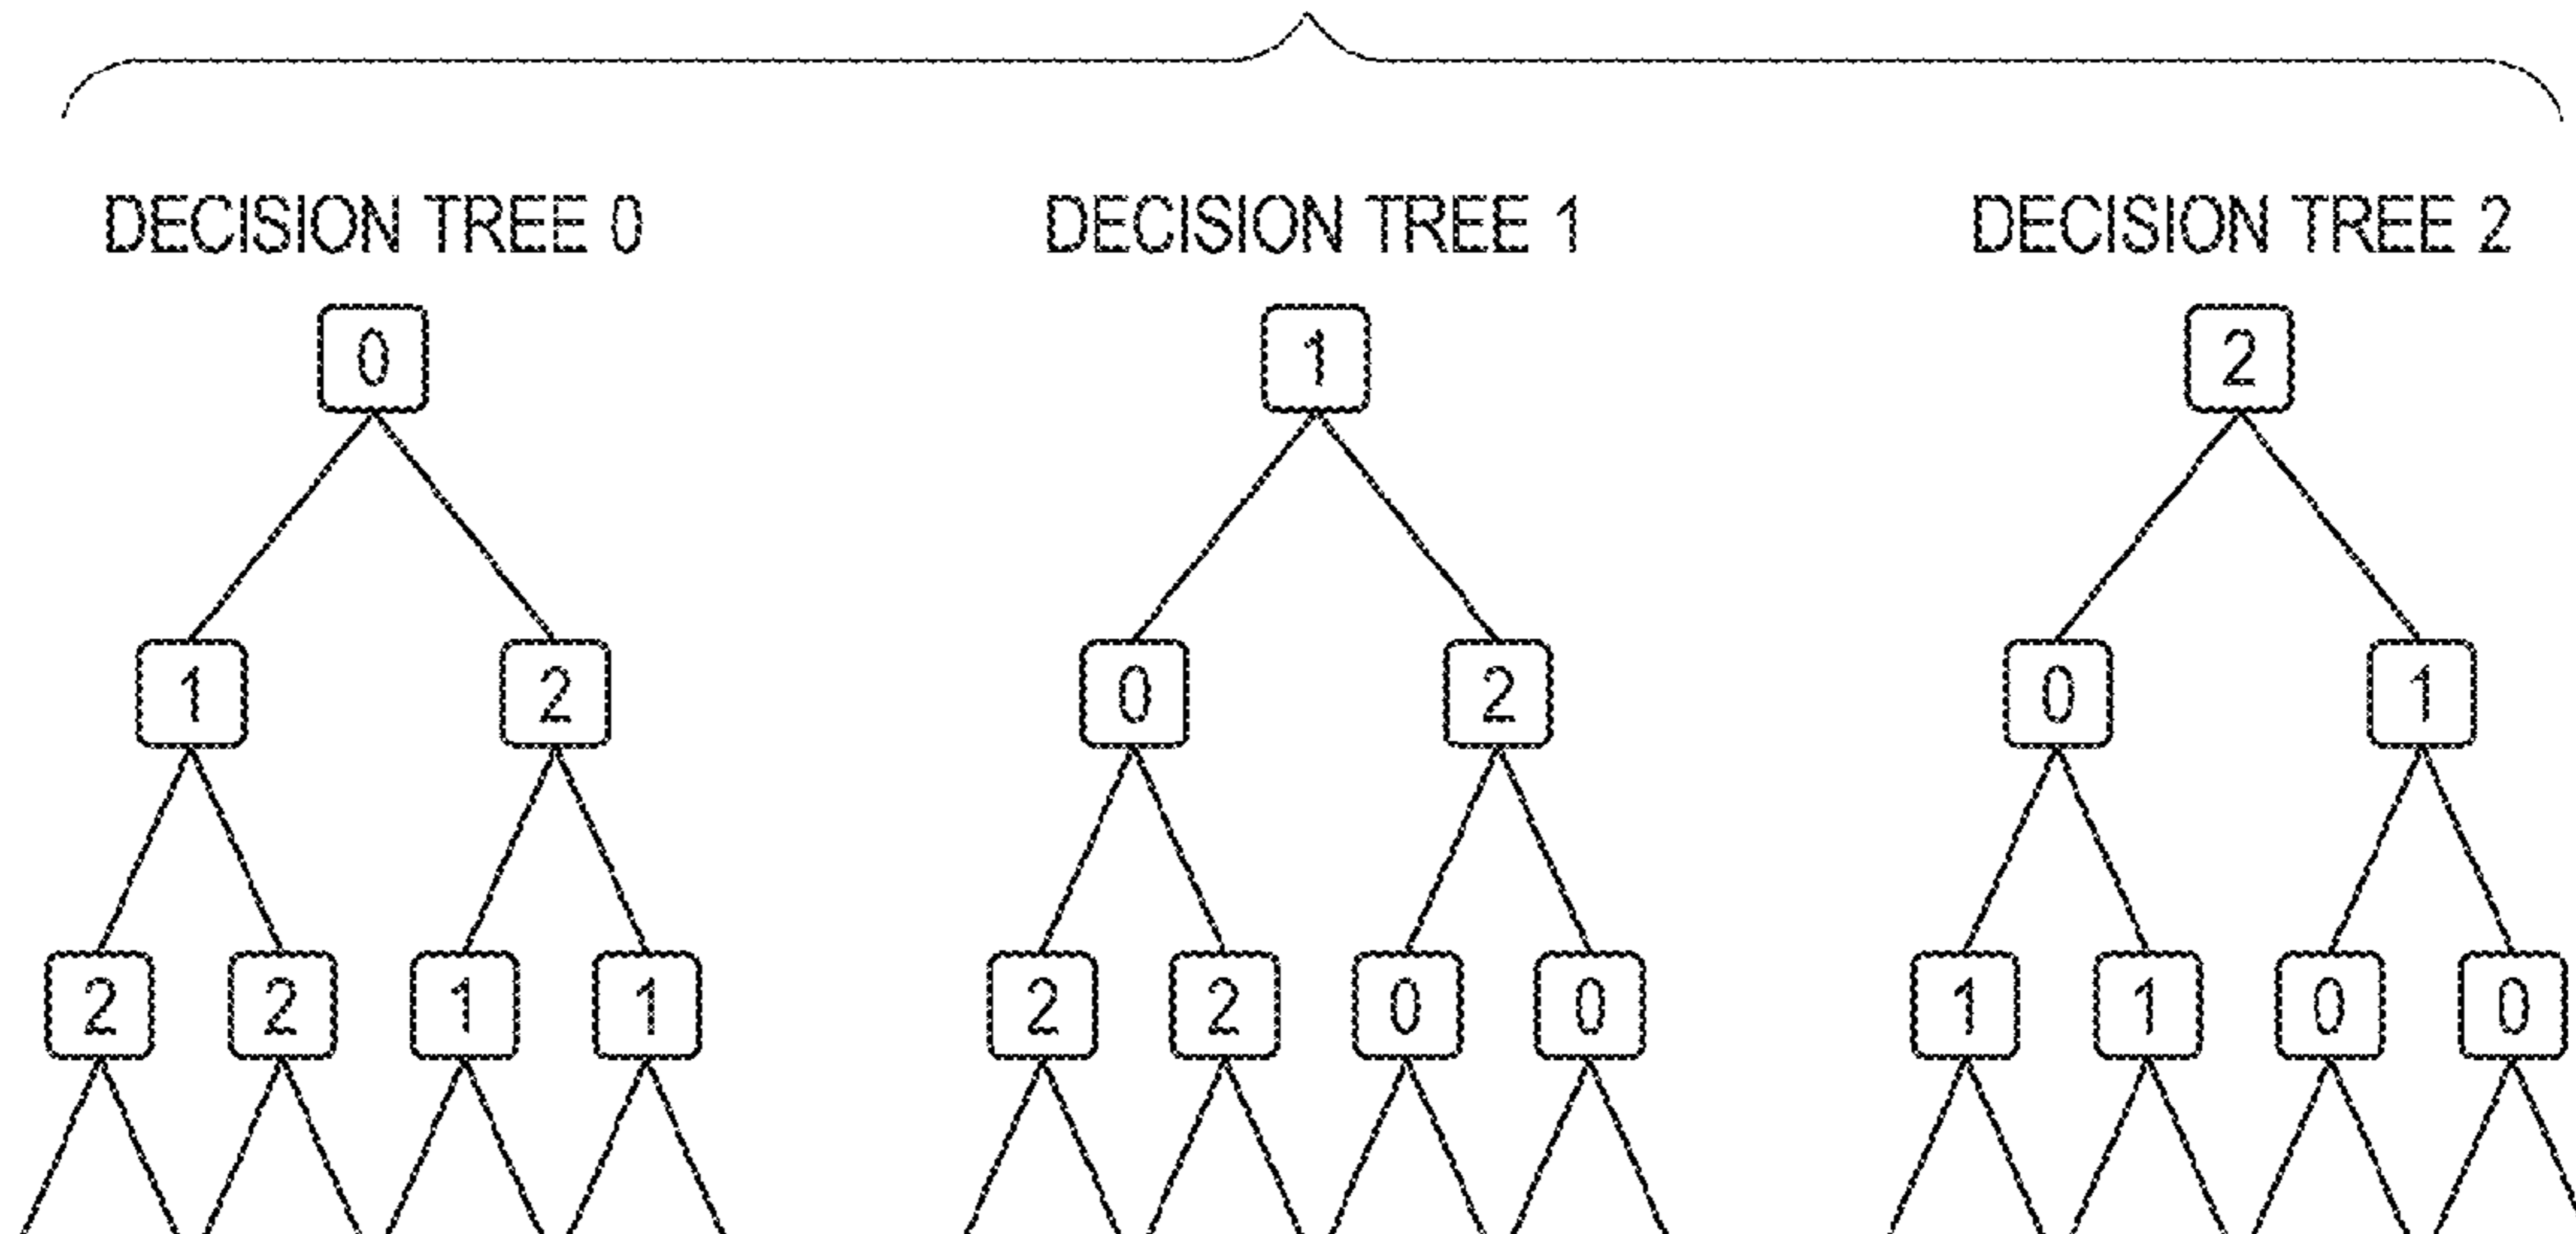 DECISION TREE 0 DECISION TREE 1 DECISION TREE 2
0 1 2
1 2 0 2 0 1
2 2 1 1 2 2 0 0 1 1 0 0